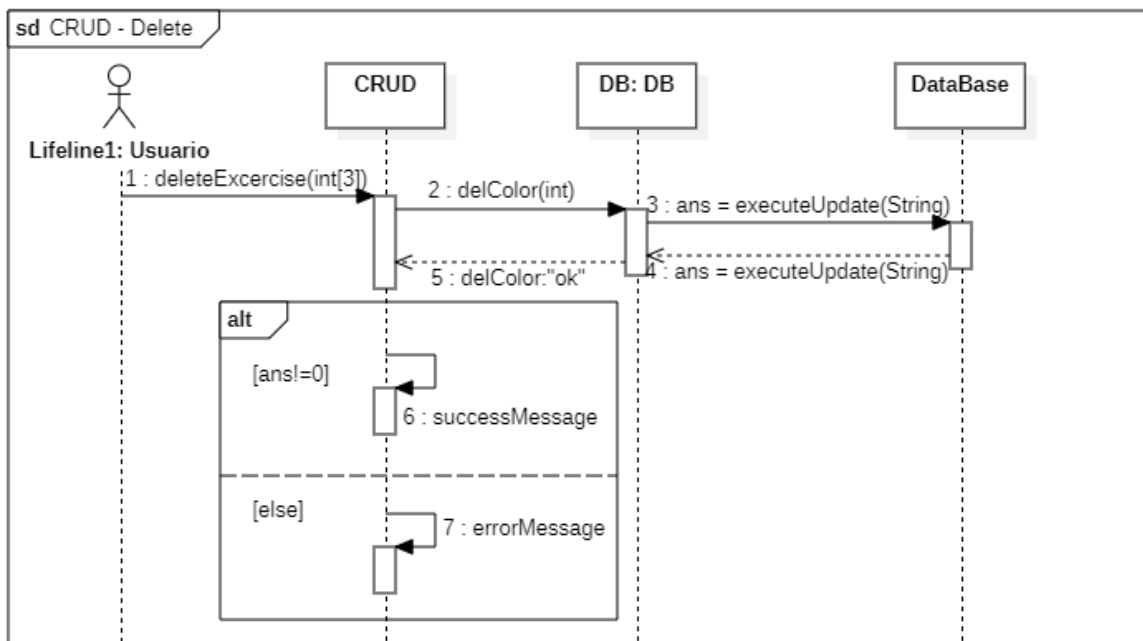 sd CRUD - Delete
CRUD
DB: DB
DataBase
Lifeline1: Usuario
1 : deleteExcercise(int[3])
2 : delColor(int)
3 : ans = executeUpdate(String)
4 : ans = executeUpdate(String)
5 : delColor:"ok"
alt
[ans!=0]
6 : successMessage
[else]
7 : errorMessage